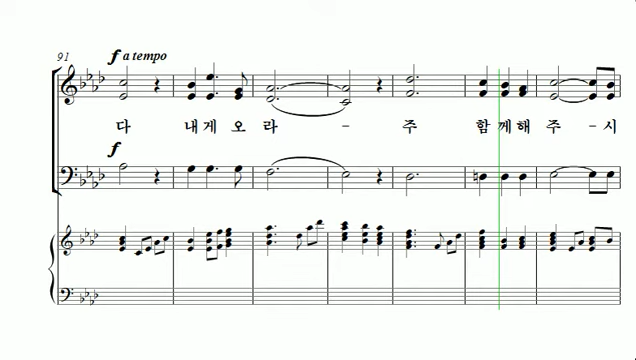 91 f a tempo
다 내게 오 라 - 주 함께해 주 - 시
f